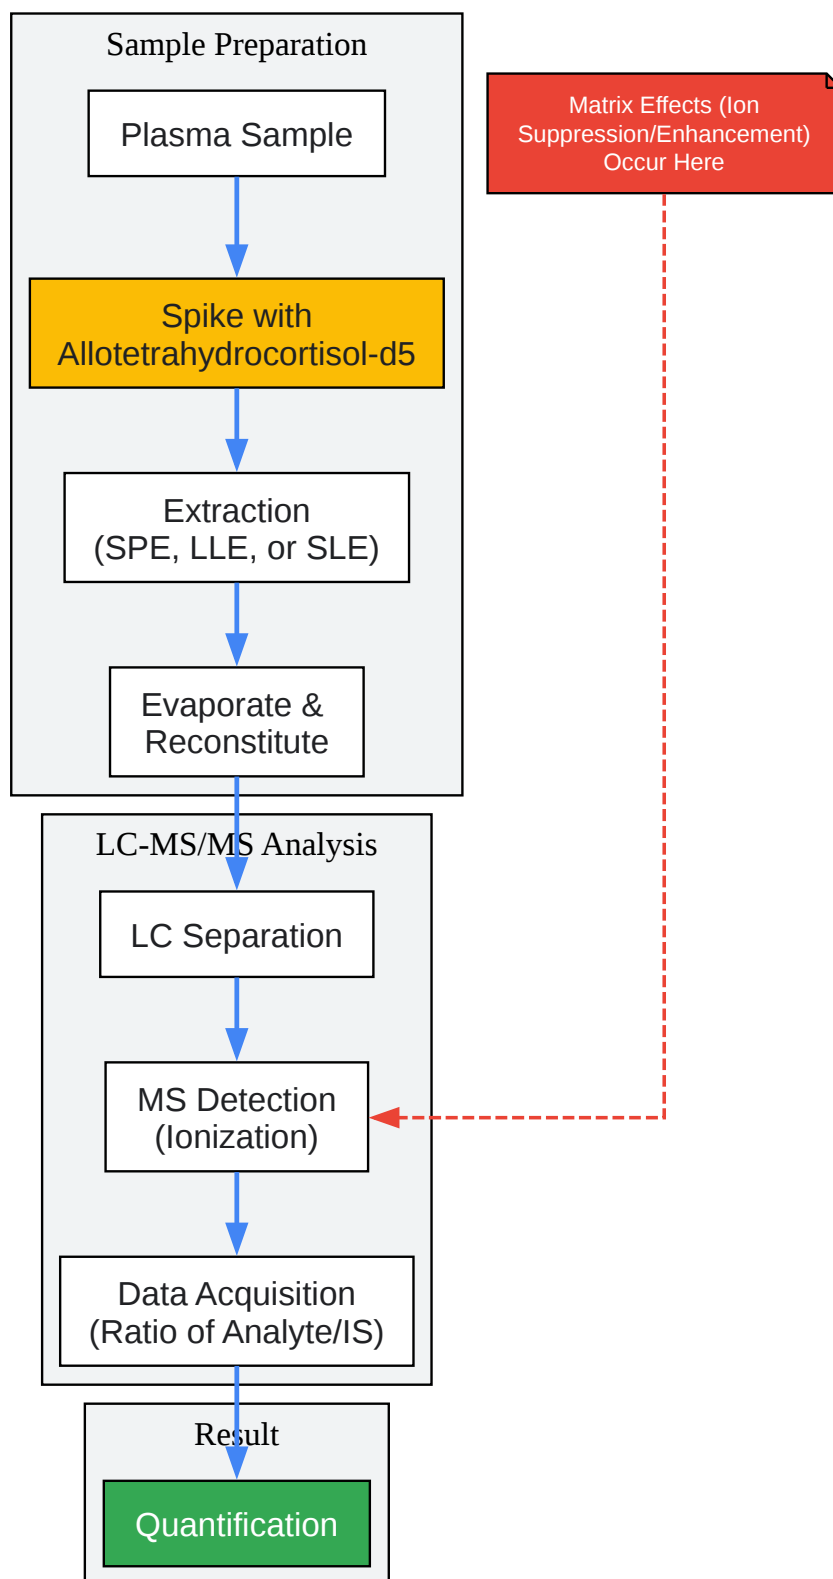 Sample Preparation
Plasma Sample
Matrix Effects (Ion
Suppression/Enhancement)
Occur Here
Spike with
Allotetrahydrocortisol-d5
Extraction
(SPE, LLE, or SLE)
Evaporate &
Reconstitute
LC-MS/MS Analysis
LC Separation
MS Detection
(Ionization)
Data Acquisition
(Ratio of Analyte/IS)
Result
Quantification